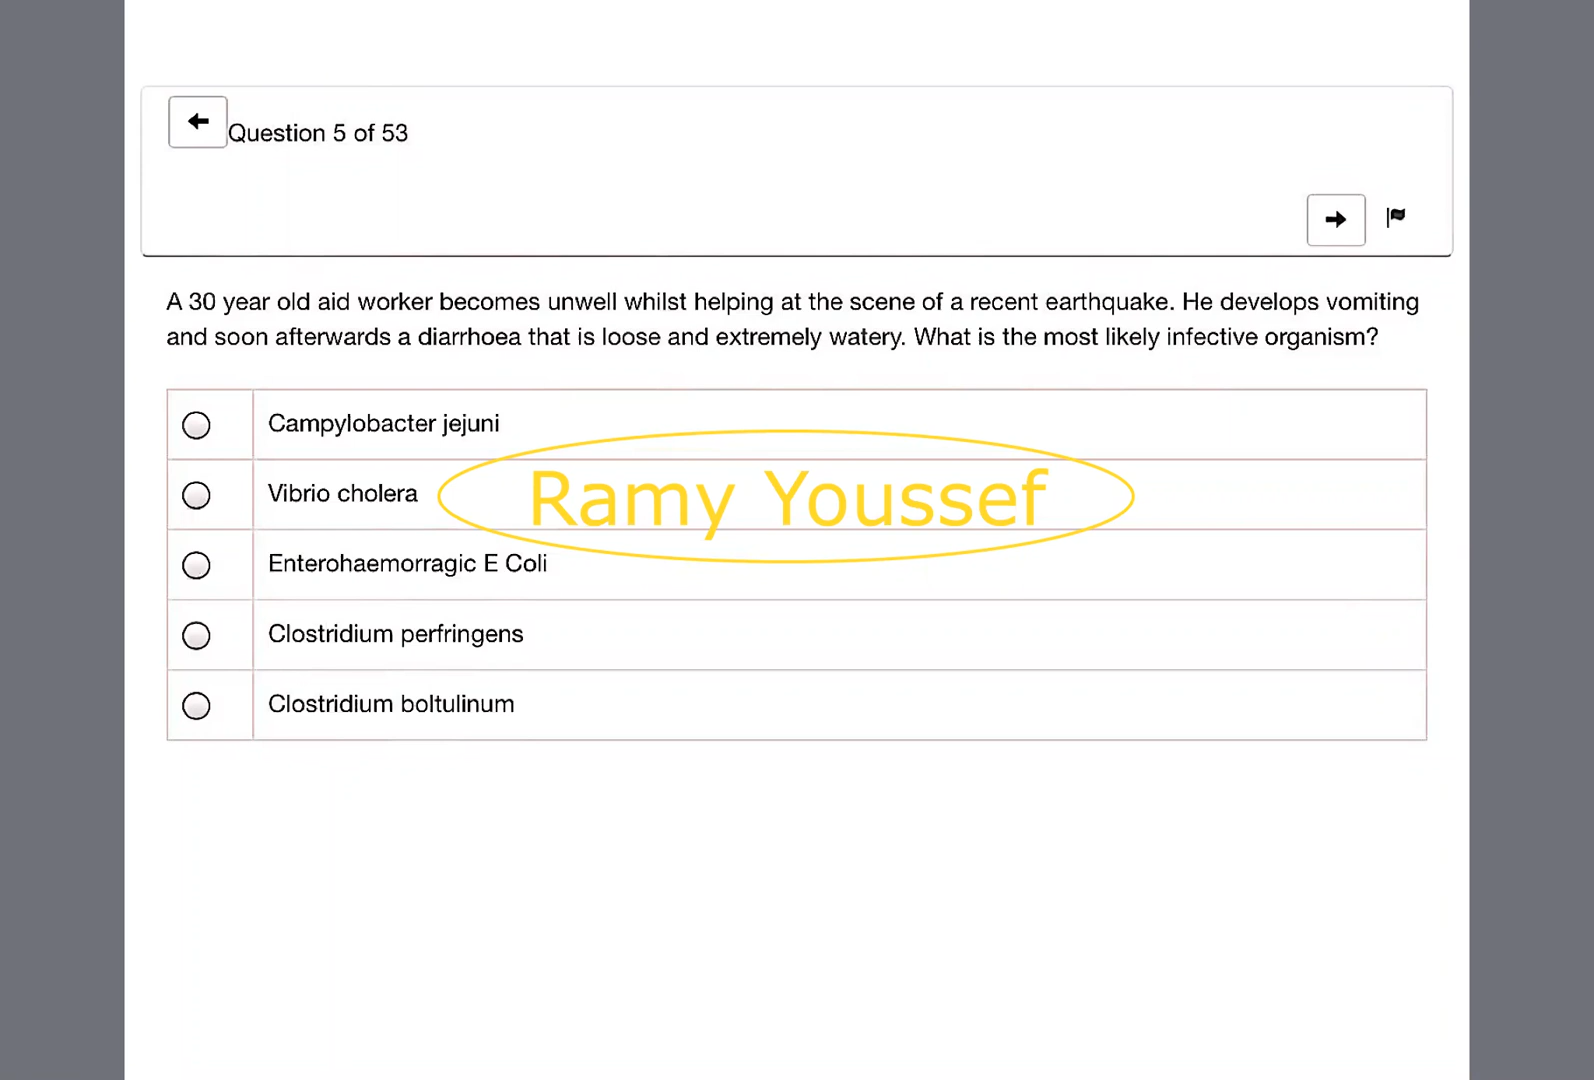 Question 5 of 53
A 30 year old aid worker becomes unwell whilst helping at the scene of a recent earthquake. He develops vomiting
and soon afterwards a diarrhoea that is loose and extremely watery. What is the most likely infective organism?
Campylobacter jejuni
Vibrio cholera
Ramy Youssef
Enterohaemorragic E Coli
Clostridium perfringens
Clostridium boltulinum